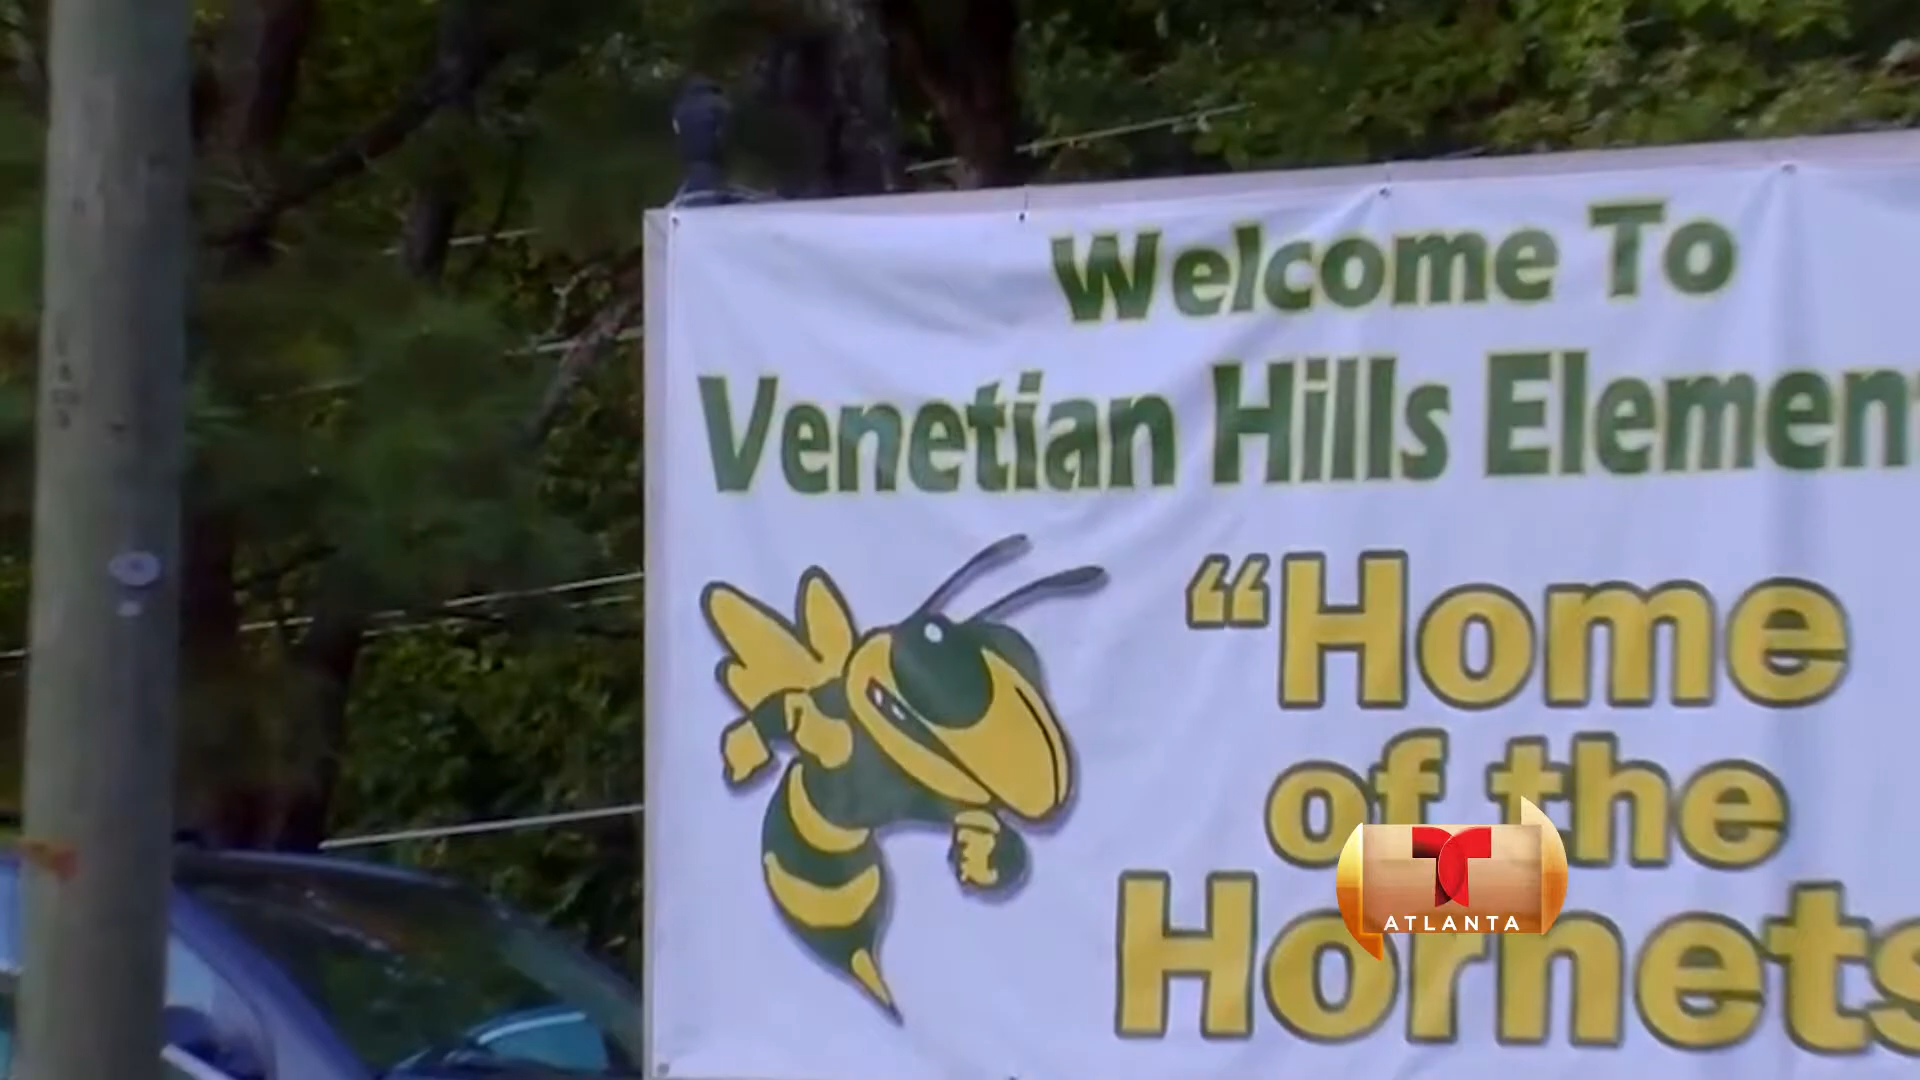 Welcome To
Venetian Hills Elemen
“Home
of the
Hornets
ATLANTA